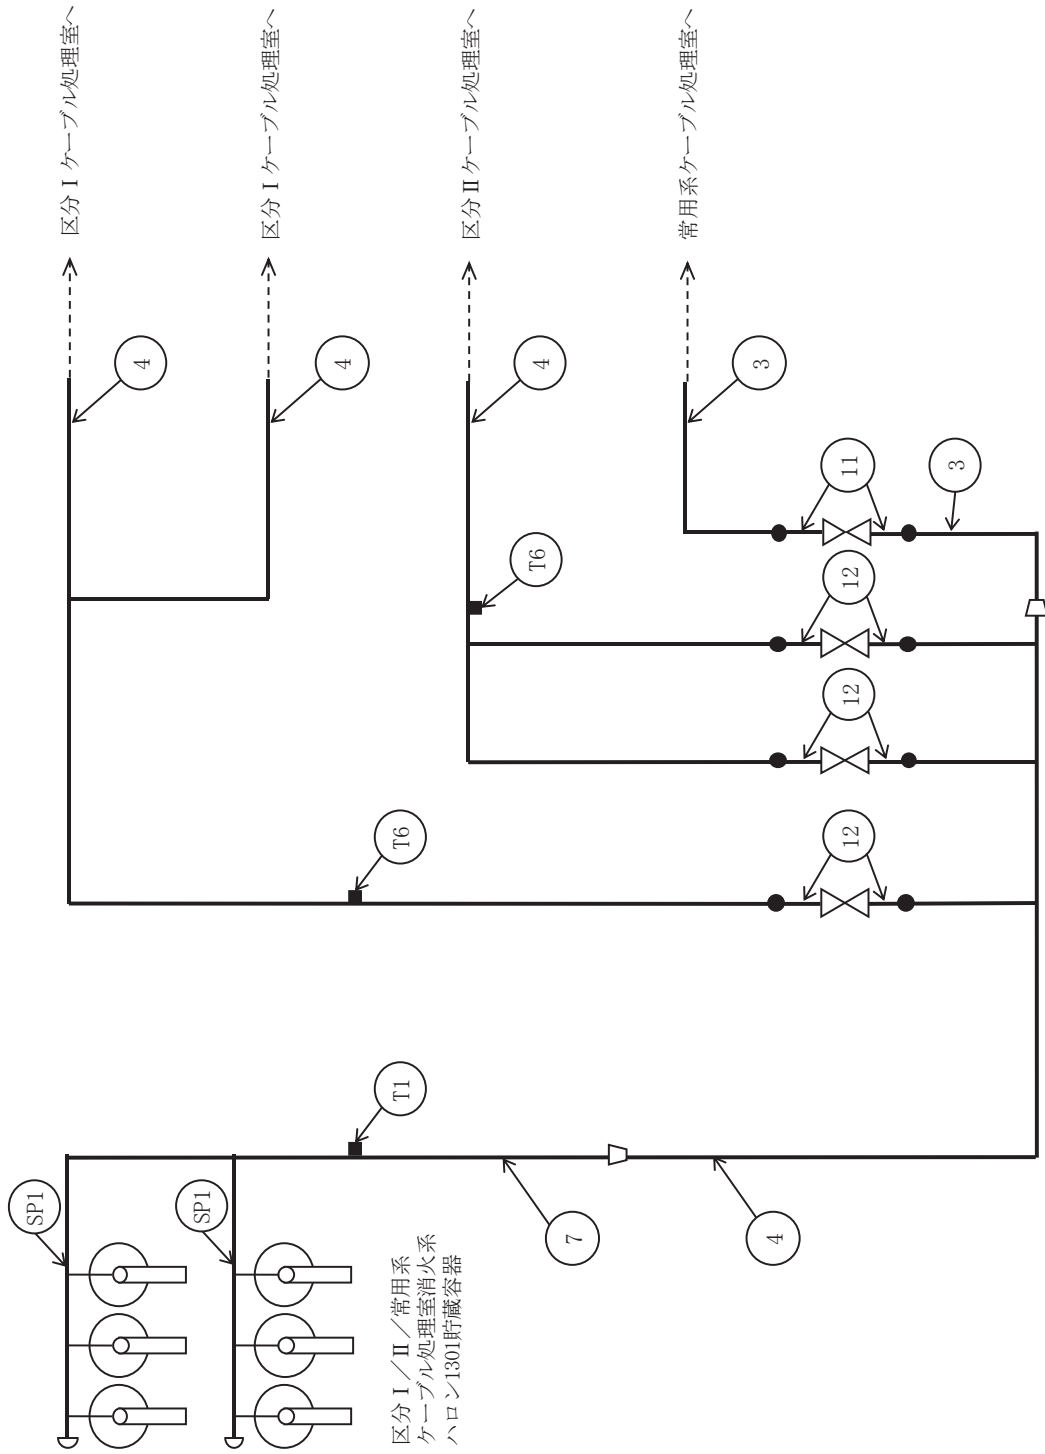 区分Ⅰケーブル処理室へ
区分Ⅰケーブル処理室へ
区分Ⅱケーブル処理室へ
常用系ケーブル処理室へ
4
4
4
3
11
3
T6
12
12
T6
12
T1
SP1
SP1
7
4
区分Ⅰ／Ⅱ／常用系
ケーブル処理室消火系
ハロン1301貯蔵容器